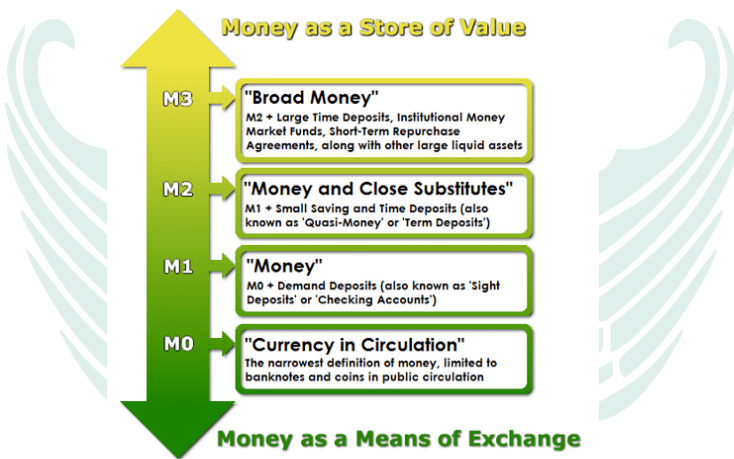 Money as a Store of Value
M3
"Broad Money"
M2 + Large Time Deposits, Institutional Money
Market Funds, Short-Term Repurchase
Agreements, along with other large liquid assets
M2
"Money and Close Substitutes"
M1 + Small Saving and Time Deposits (also
known as 'Quasi-Money' or 'Term Deposits')
M1
"Money"
M0 + Demand Deposits (also known as 'Sight
Deposits' or 'Checking Accounts')
M0
"Currency in Circulation"
The narrowest definition of money, limited to
banknotes and coins in public circulation
Money as a Means of Exchange